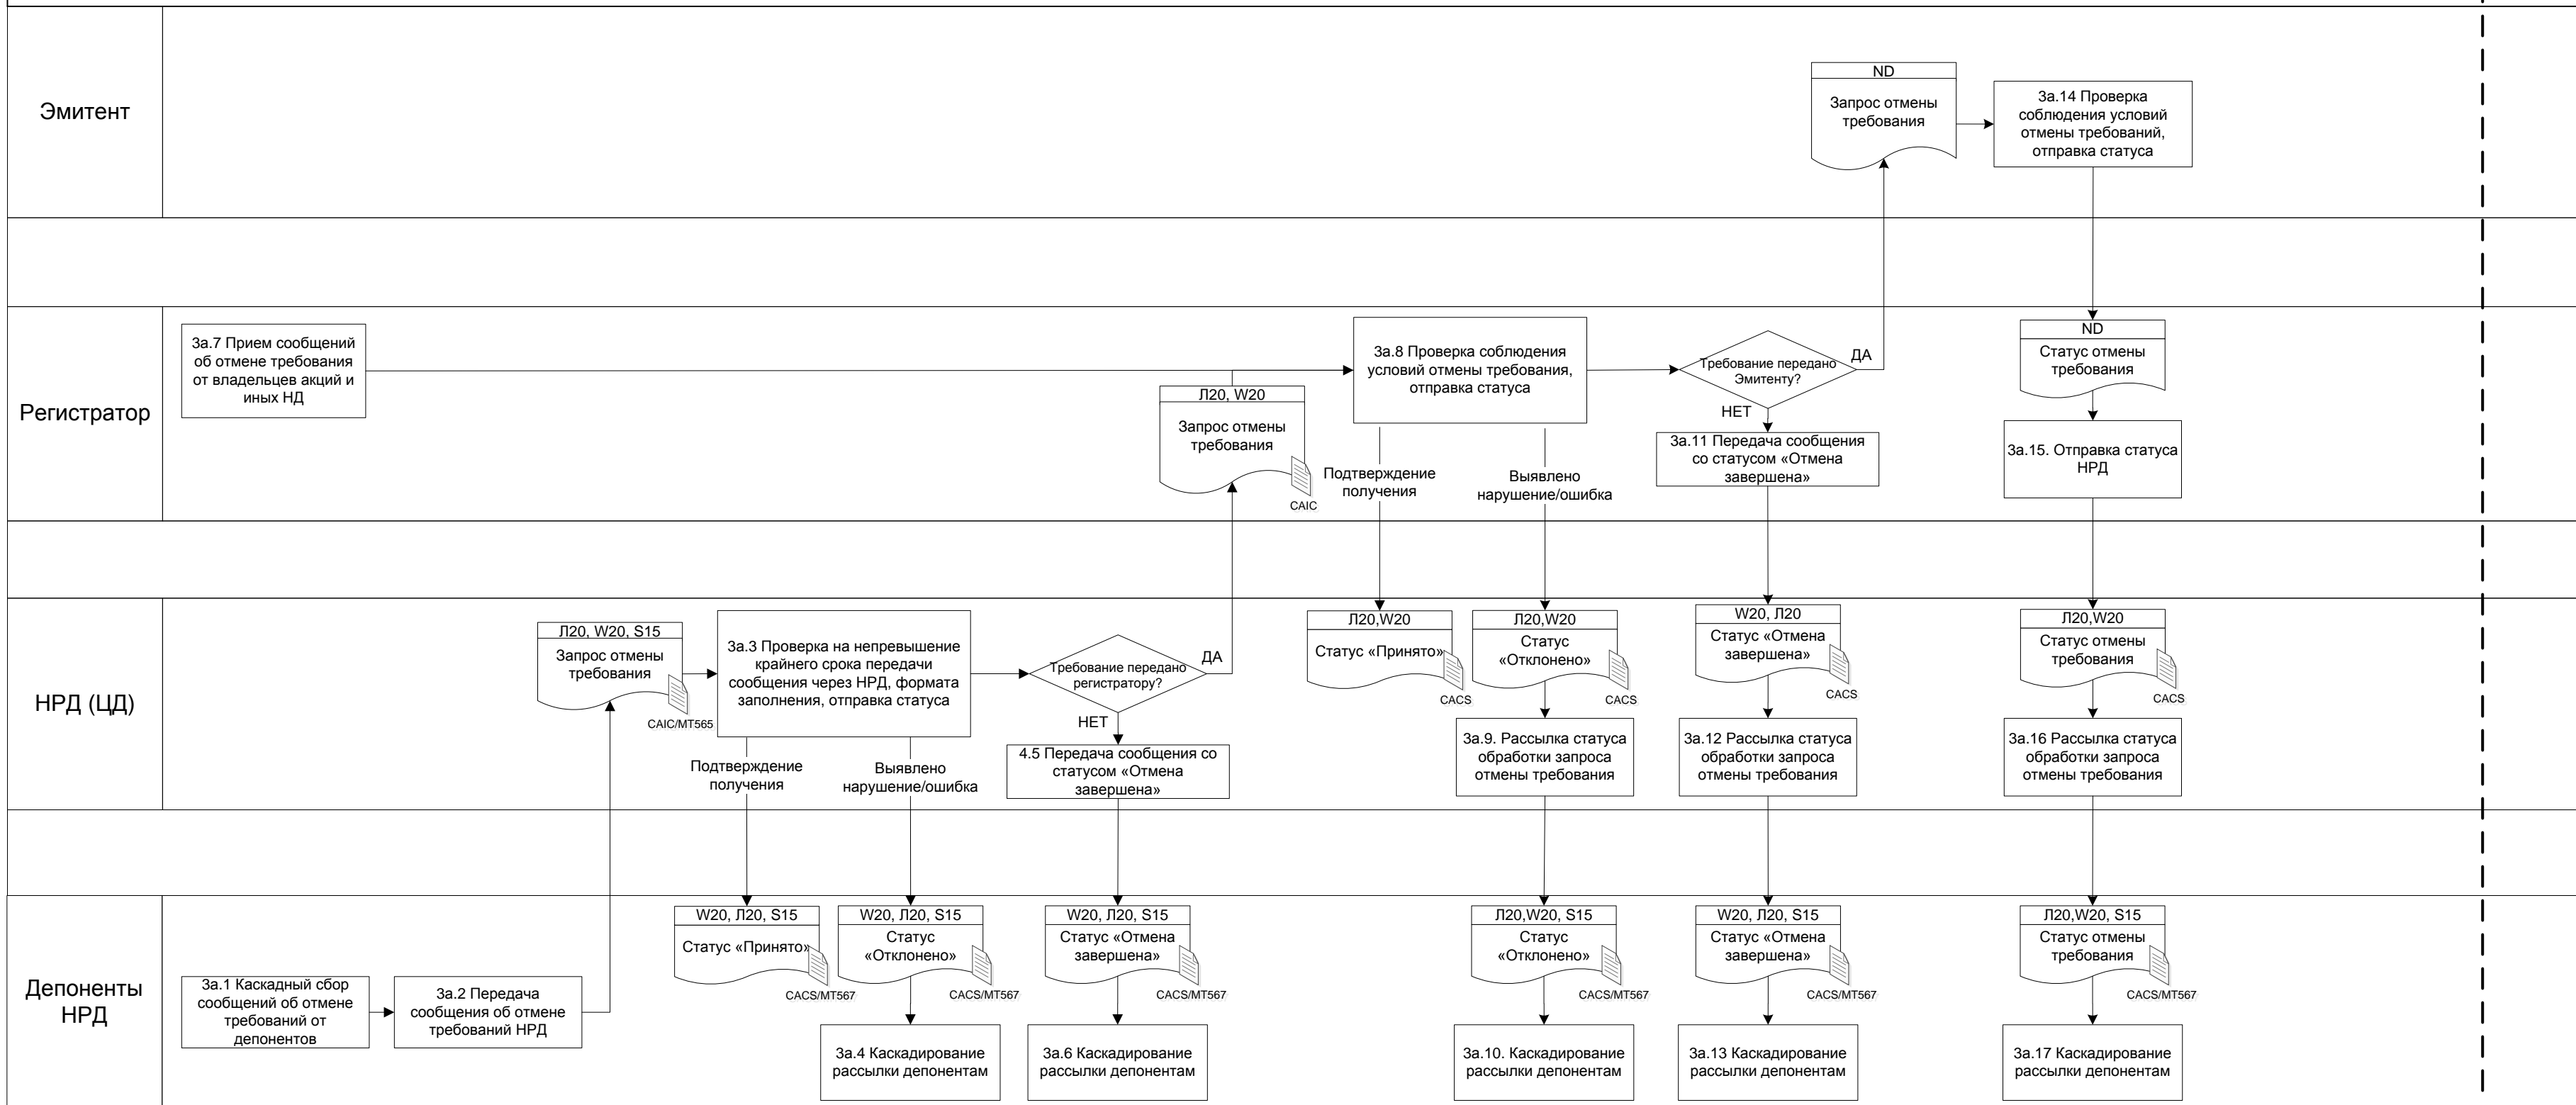 Эмитент
ND
Запрос отмены
требования
3а.14 Проверка
соблюдения условий
отмены требований,
отправка статуса
Регистратор
3а.7 Прием сообщений
об отмене требования
от владельцев акций и
иных НД
Л20, W20
Запрос отмены
требования
CAIC
3а.8 Проверка соблюдения
условий отмены требования,
отправка статуса
Подтверждение
получения
Выявлено
нарушение/ошибка
Требование передано
Эмитенту?
ДА
НЕТ
3а.11 Передача сообщения
со статусом «Отмена
завершена»
ND
Статус отмены
требования
3а.15. Отправка статуса
НРД
НРД (ЦД)
Л20, W20, S15
Запрос отмены
требования
CAIC/MT565
3а.3 Проверка на непревышение
крайнего срока передачи
сообщения через НРД, формата
заполнения, отправка статуса
Подтверждение
получения
Выявлено
нарушение/ошибка
Требование передано
регистратору?
ДА
НЕТ
4.5 Передача сообщения со
статусом «Отмена
завершена»
Л20,W20
Статус «Принято»
CACS
Л20,W20
Статус
«Отклонено»
CACS
3а.9. Рассылка статуса
обработки запроса
отмены требования
W20, Л20
Статус «Отмена
завершена»
CACS
3а.12 Рассылка статуса
обработки запроса
отмены требования
Л20,W20
Статус отмены
требования
CACS
3а.16 Рассылка статуса
обработки запроса
отмены требования
Депоненты
НРД
3а.1 Каскадный сбор
сообщений об отмене
требований от
депонентов
3а.2 Передача
сообщения об отмене
требований НРД
W20, Л20, S15
Статус «Принято»
CACS/MT567
W20, Л20, S15
Статус
«Отклонено»
CACS/MT567
3а.4 Каскадирование
рассылки депонентам
W20, Л20, S15
Статус «Отмена
завершена»
CACS/MT567
3а.6 Каскадирование
рассылки депонентам
Л20,W20, S15
Статус
«Отклонено»
CACS/MT567
3а.10. Каскадирование
рассылки депонентам
W20, Л20, S15
Статус «Отмена
завершена»
CACS/MT567
3а.13 Каскадирование
рассылки депонентам
Л20,W20, S15
Статус отмены
требования
CACS/MT567
3а.17 Каскадирование
рассылки депонентам